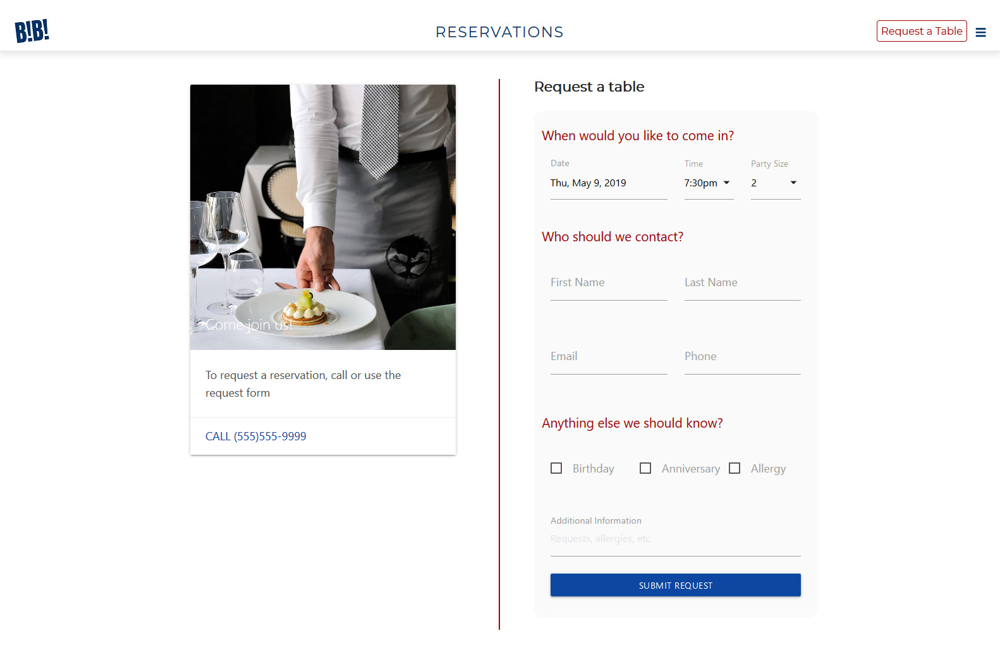 B!B!
RESERVATIONS
Request a Table
Come join us!
To request a reservation, call or use the
request form
CALL (555)555-9999
Request a table
When would you like to come in?
Date Time Party Size
Thu, May 9, 2019 7:30pm 2
Who should we contact?
First Name Last Name
Email Phone
Anything else we should know?
Birthday Anniversary Allergy
Additional Information
Requests, allergies, etc
SUBMIT REQUEST